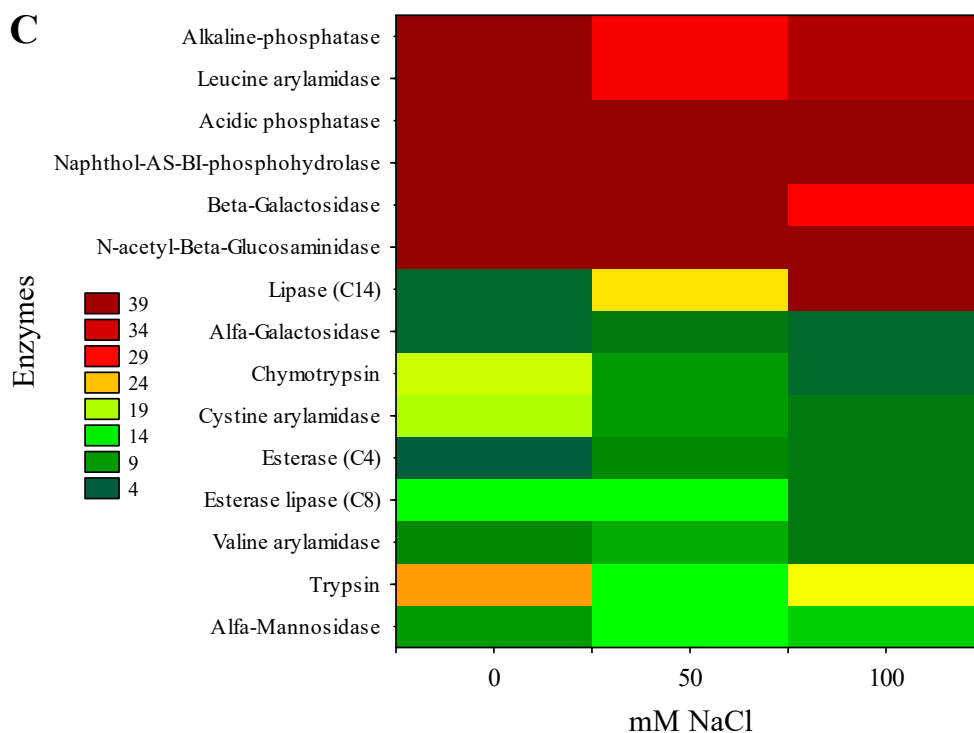 C
Alkaline-phosphatase
Leucine arylamidase
Acidic phosphatase
Naphthol-AS-BI-phosphohydrolase
Beta-Galactosidase
N-acetyl-Beta-Glucosaminidase
Lipase (C14)
Alfa-Galactosidase
Chymotrypsin
Cystine arylamidase
Esterase (C4)
Esterase lipase (C8)
Valine arylamidase
Trypsin
Alfa-Mannosidase
Enzymes
39
34
29
24
19
14
9
4
0 50 100
mM NaCl